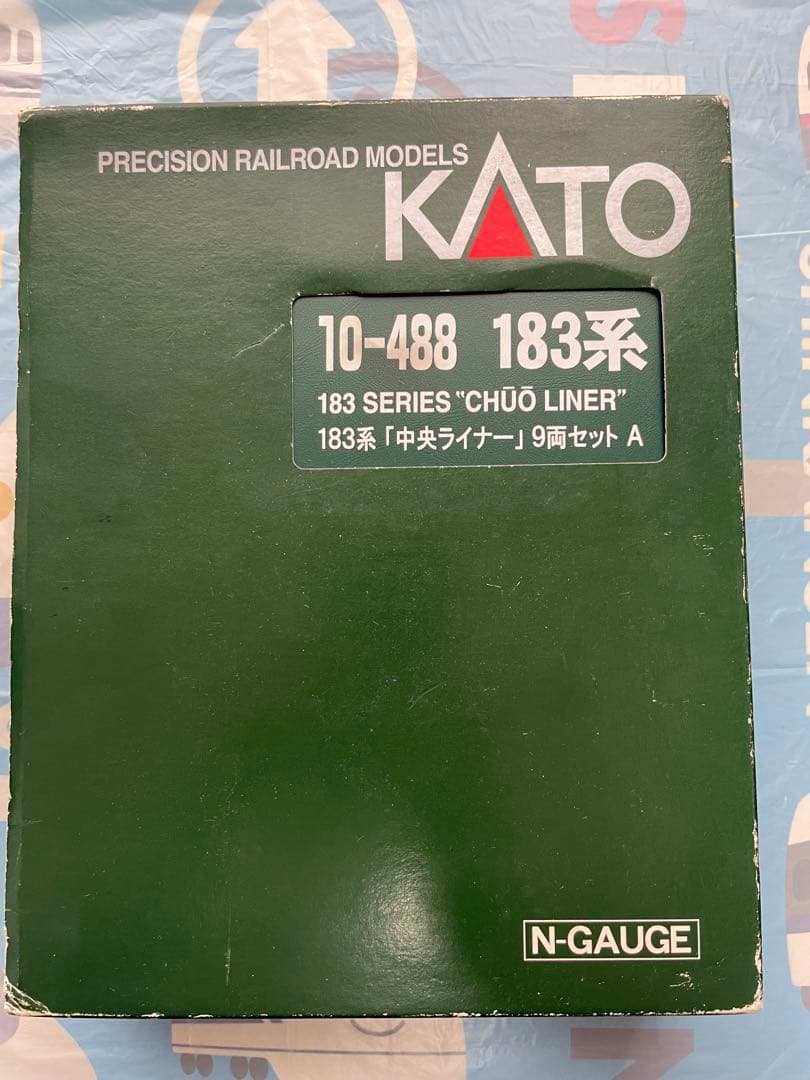 PRECISION RAILROAD MODELS
KATO
10-488 183系
183 SERIES “CHŪŌ LINER”
183系「中央ライナー」9両セット A
N-GAUGE